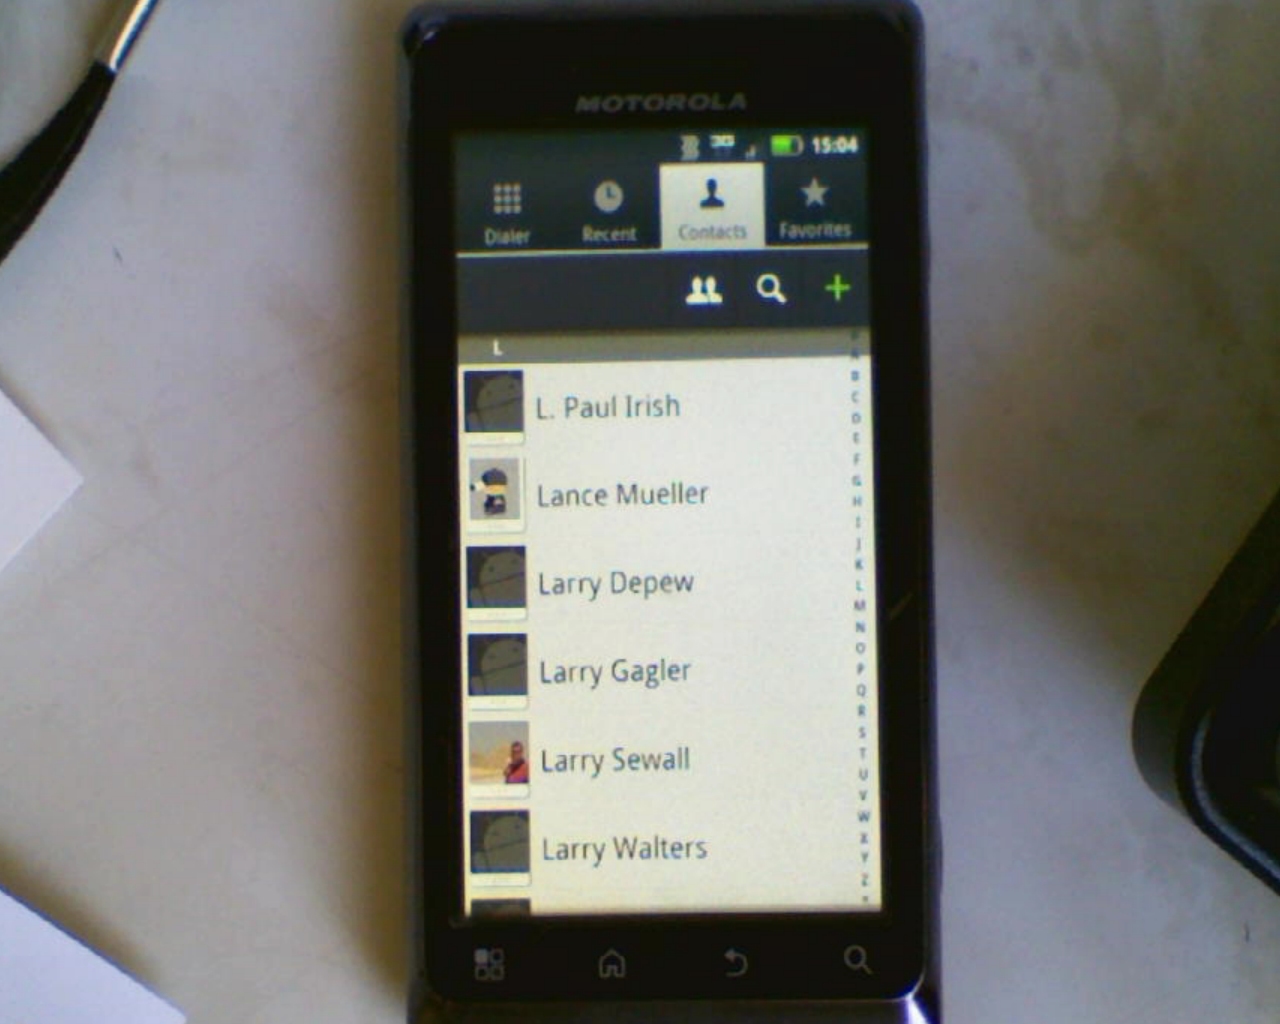 MOTOROLA
3G 15:04
Dialer Recent Contacts Favorites
L
L. Paul Irish
Lance Mueller
Larry Depew
Larry Gagler
Larry Sewall
Larry Walters
A
B
C
D
E
F
G
H
I
J
K
L
M
N
O
P
Q
R
S
T
U
V
W
X
Y
Z